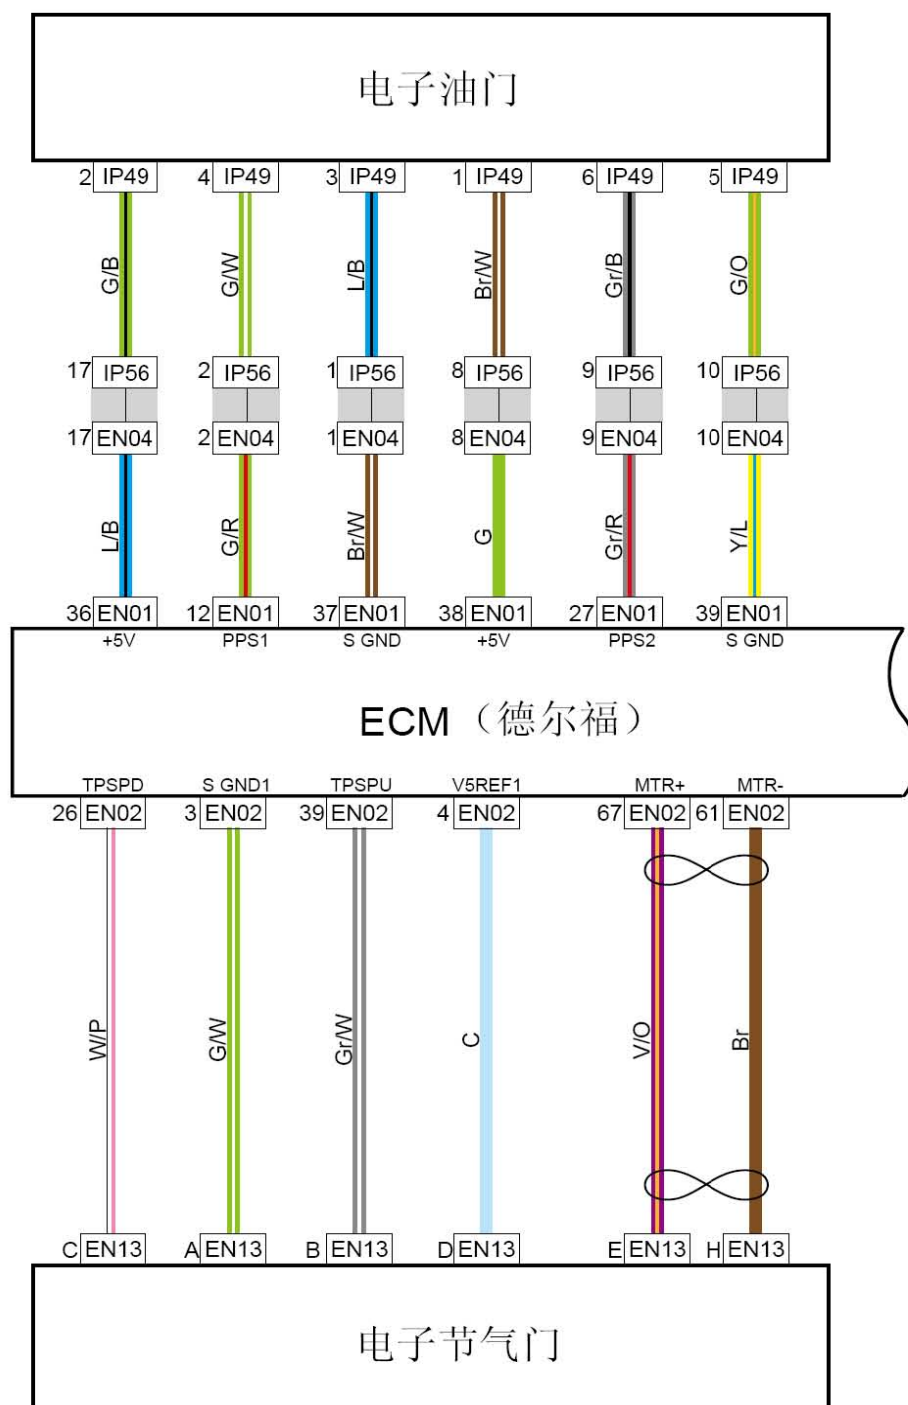 电子油门
2 IP49 4 IP49 3 IP49 1 IP49 6 IP49 5 IP49
G/B G/W L/B Br/W Gr/B G/O
17 IP56 2 IP56 1 IP56 8 IP56 9 IP56 10 IP56
17 EN04 2 EN04 1 EN04 8 EN04 9 EN04 10 EN04
L/B G/R Br/W G Gr/R Y/L
36 EN01 12 EN01 37 EN01 38 EN01 27 EN01 39 EN01
+5V PPS1 S GND +5V PPS2 S GND
ECM（德尔福）
TPSPD S GND1 TPSPU V5REF1 MTR+ MTR-
26 EN02 3 EN02 39 EN02 4 EN02 67 EN02 61 EN02
W/P G/W Gr/W C V/O Br
C EN13 A EN13 B EN13 D EN13 E EN13 H EN13
电子节气门